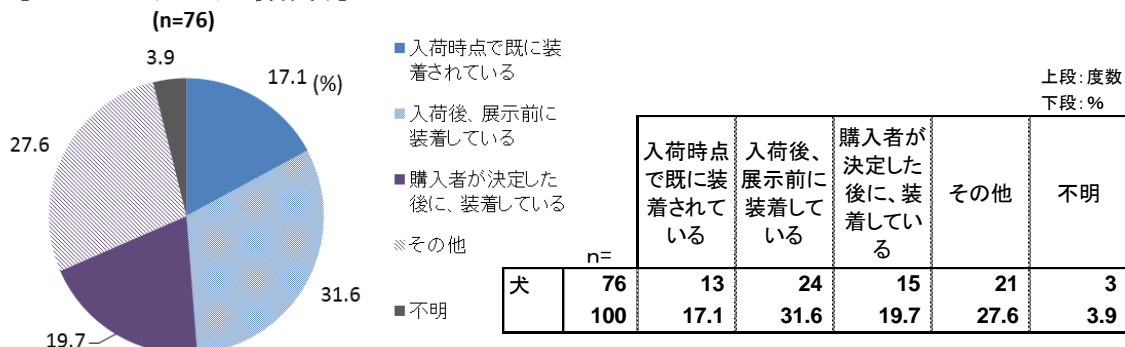 (n=76)
3.9
17.1 (%)
27.6
31.6
19.7
入荷時点で既に装
着されている
入荷後、展示前に
装着している
購入者が決定した
後に、装着している
その他
不明
上段：度数
下段：%
n=
入荷時点
で既に装
着されて
いる
入荷後、
展示前に
装着して
いる
購入者が
決定した
後に、装
着してい
る
その他
不明
犬 76 13 24 15 21 3
100 17.1 31.6 19.7 27.6 3.9